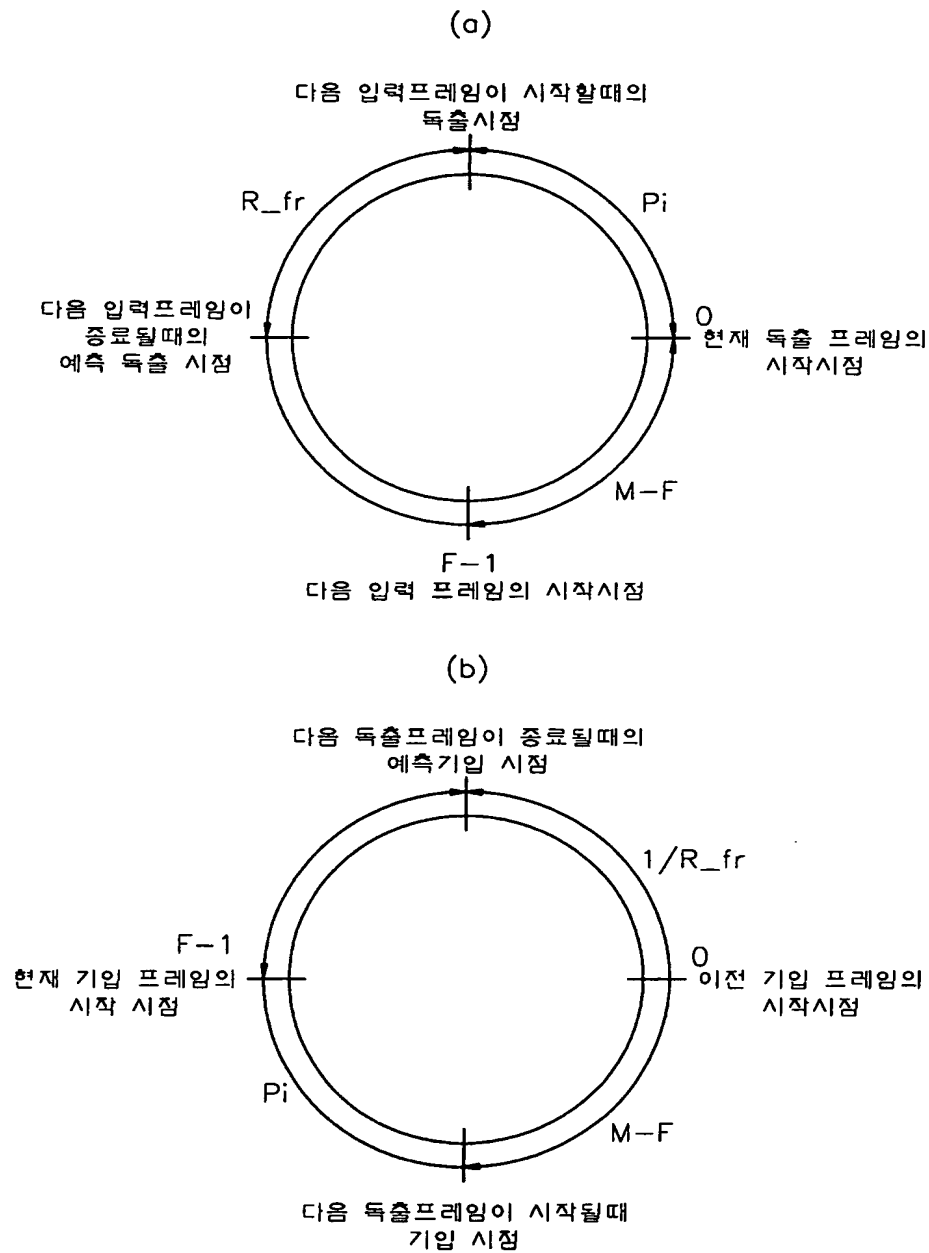 (a)
다음 입력프레임이 시작할때의
독출시점
R_fr
Pi
다음 입력프레임이
종료될때의
예측 독출 시점
0
현재 독출 프레임의
시작시점
M-F
F-1
다음 입력 프레임의 시작시점
(b)
다음 독출프레임이 종료될때의
예측기입 시점
1/R_fr
F-1
현재 기입 프레임의
시작 시점
0
이전 기입 프레임의
시작시점
Pi
M-F
다음 독출프레임이 시작될때
기입 시점